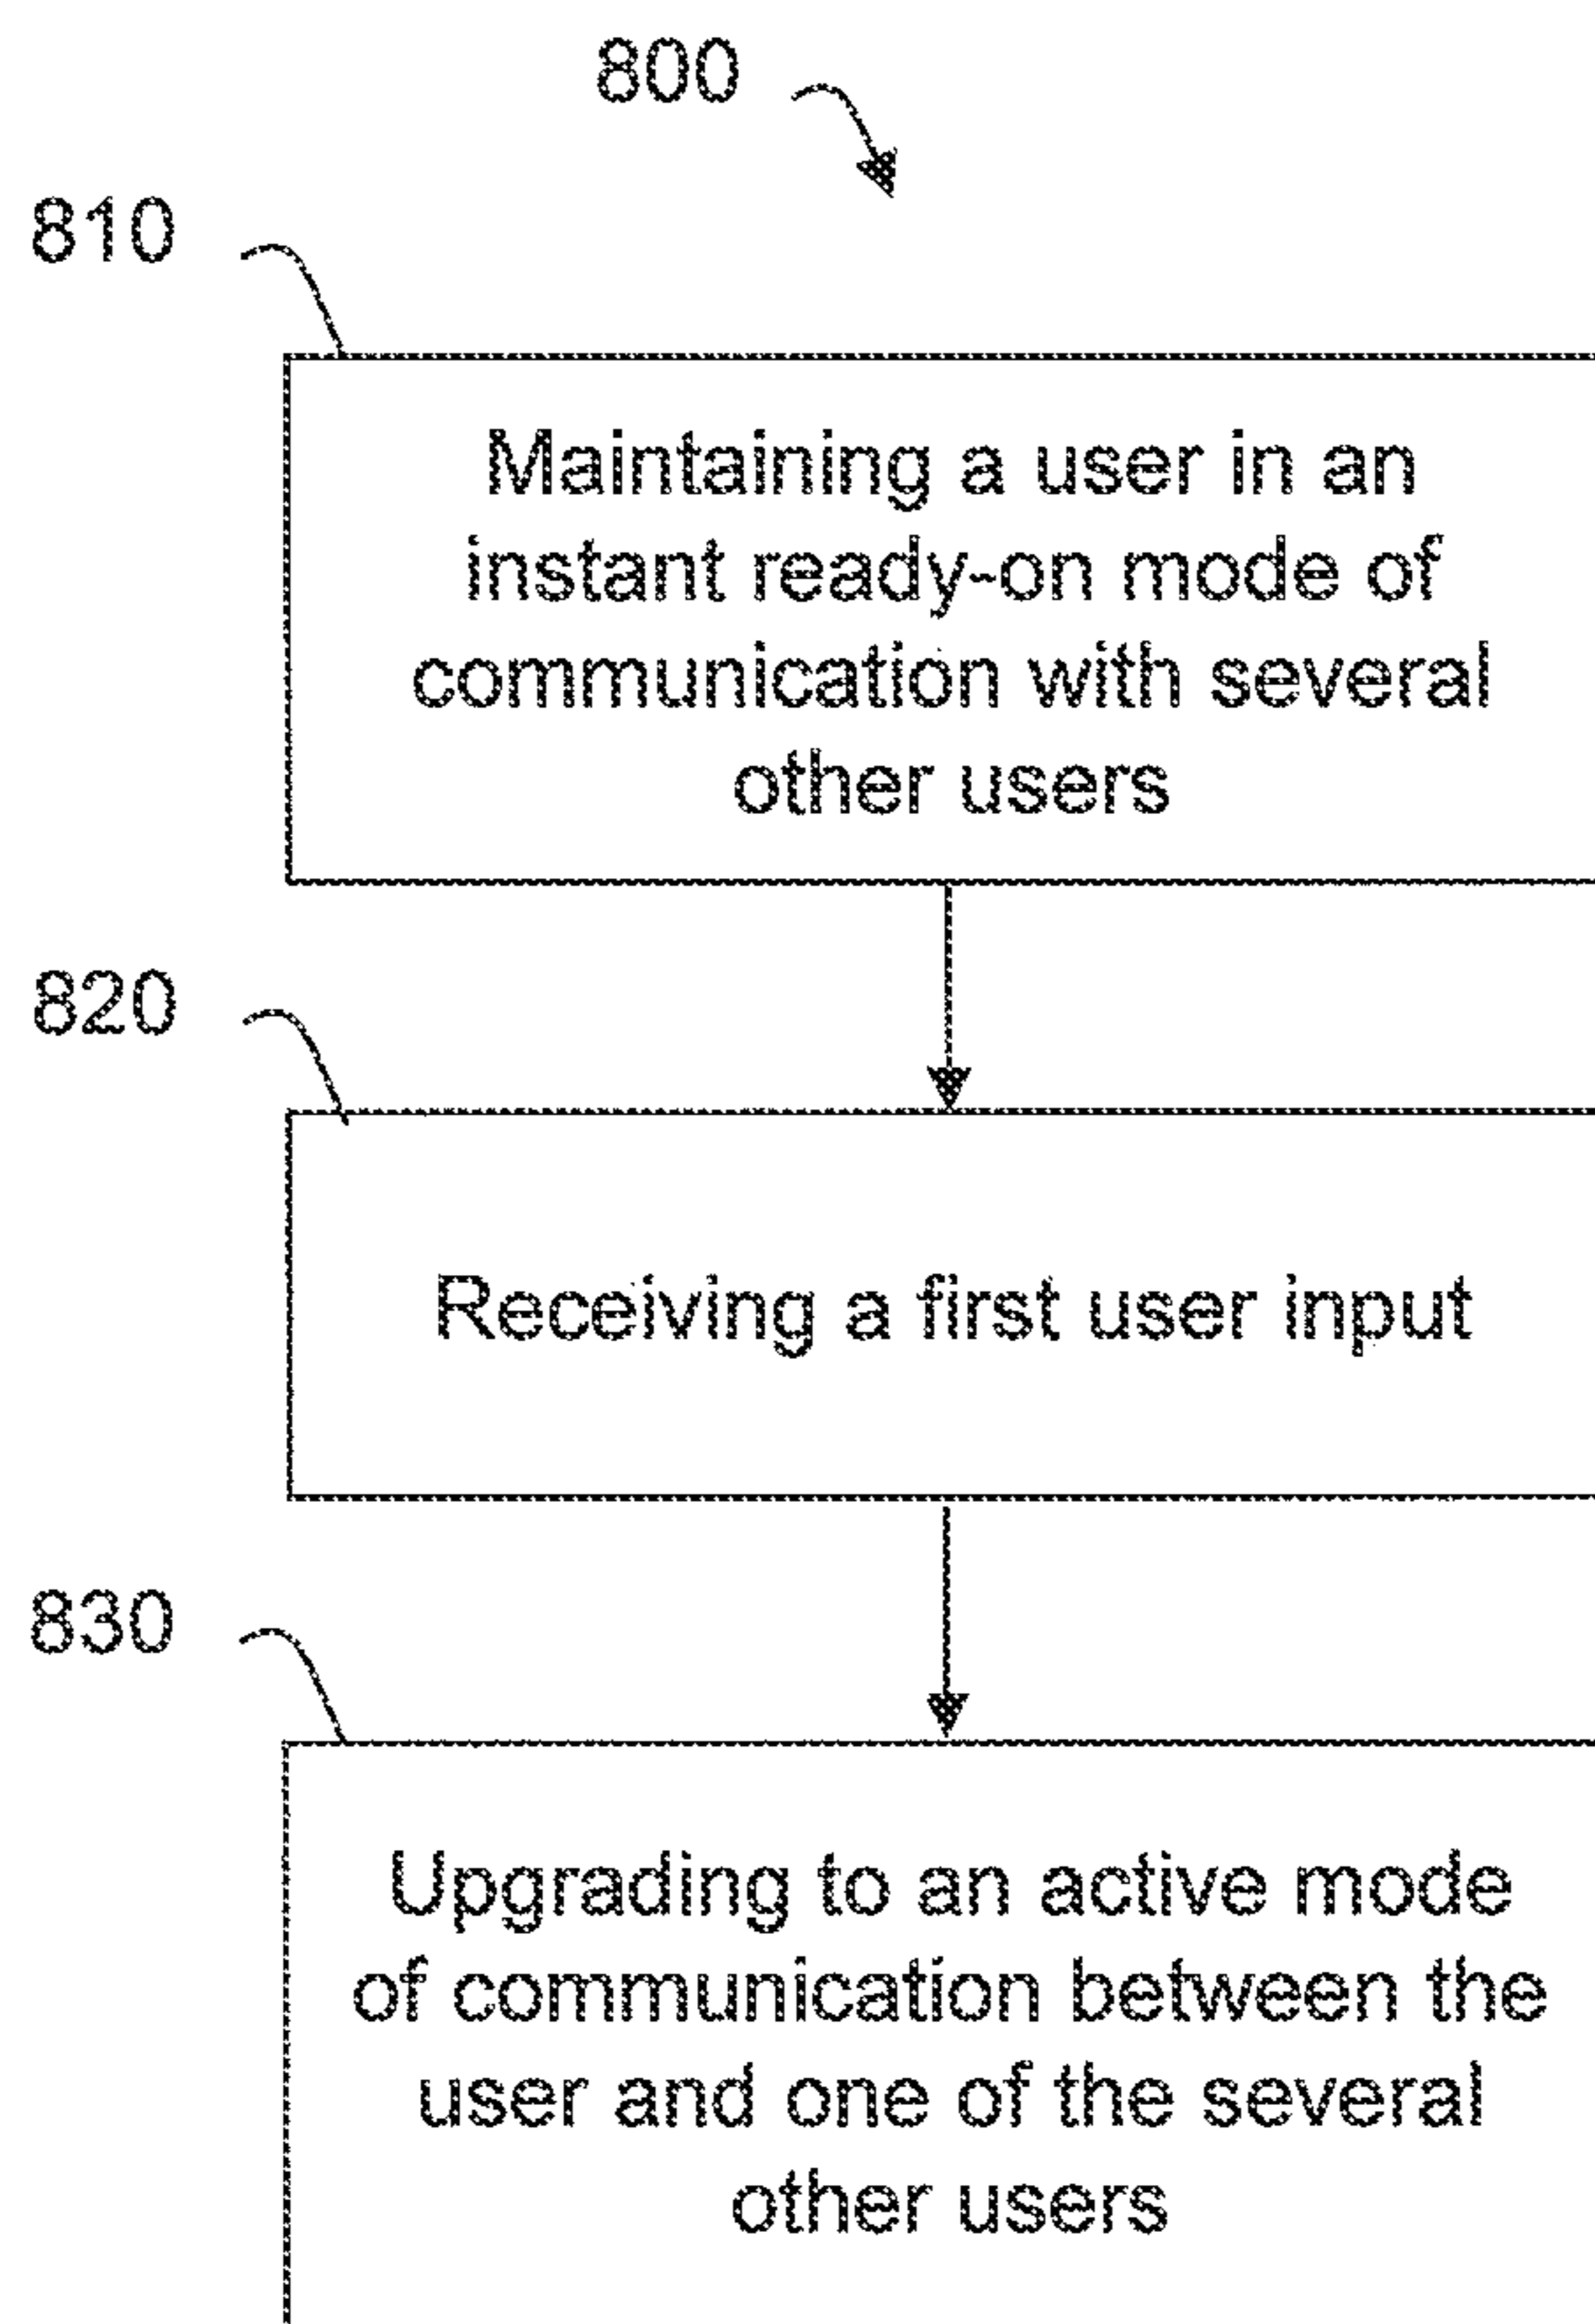 800
810
Maintaining a user in an
instant ready-on mode of
communication with several
other users
820
Receiving a first user input
830
Upgrading to an active mode
of communication between the
user and one of the several
other users